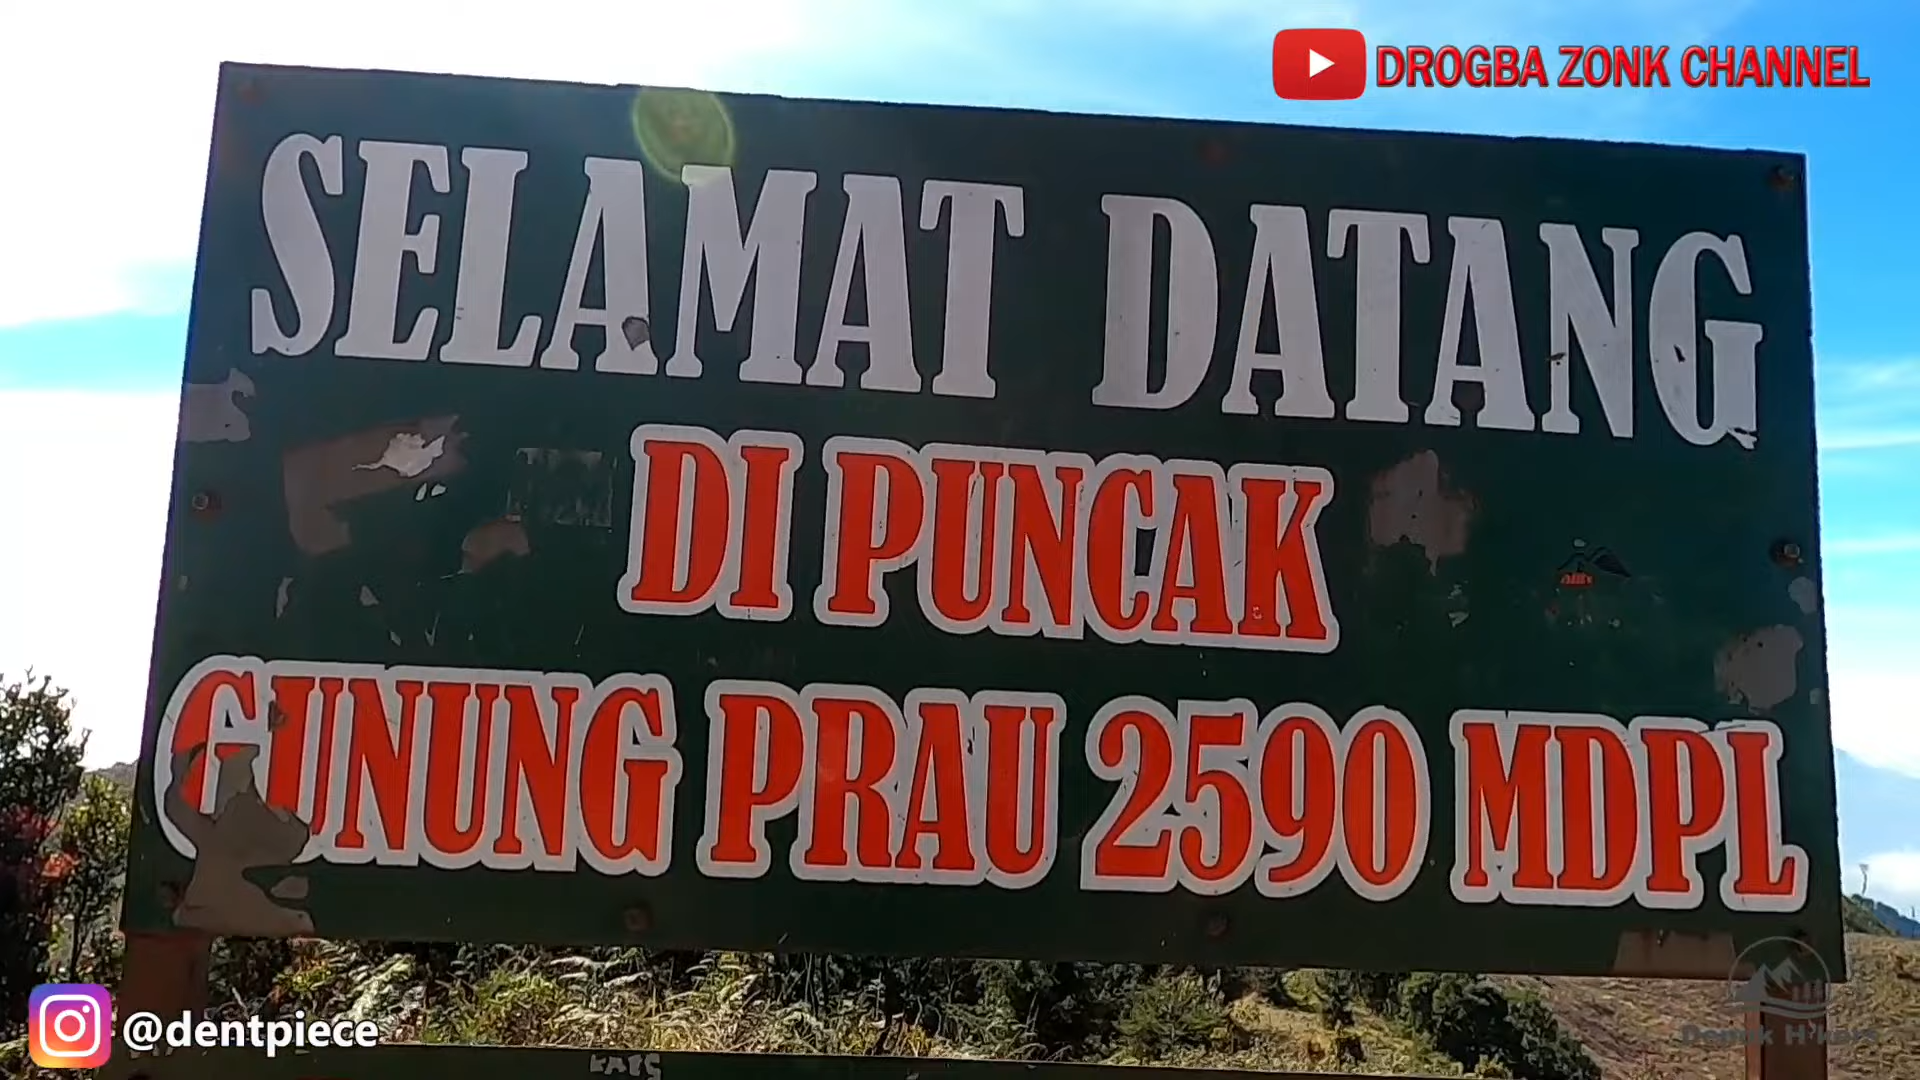 DROGBA ZONK CHANNEL
SELAMAT DATANG
DI PUNCAK
GUNUNG PRAU 2590 MDPL
@dentpiece